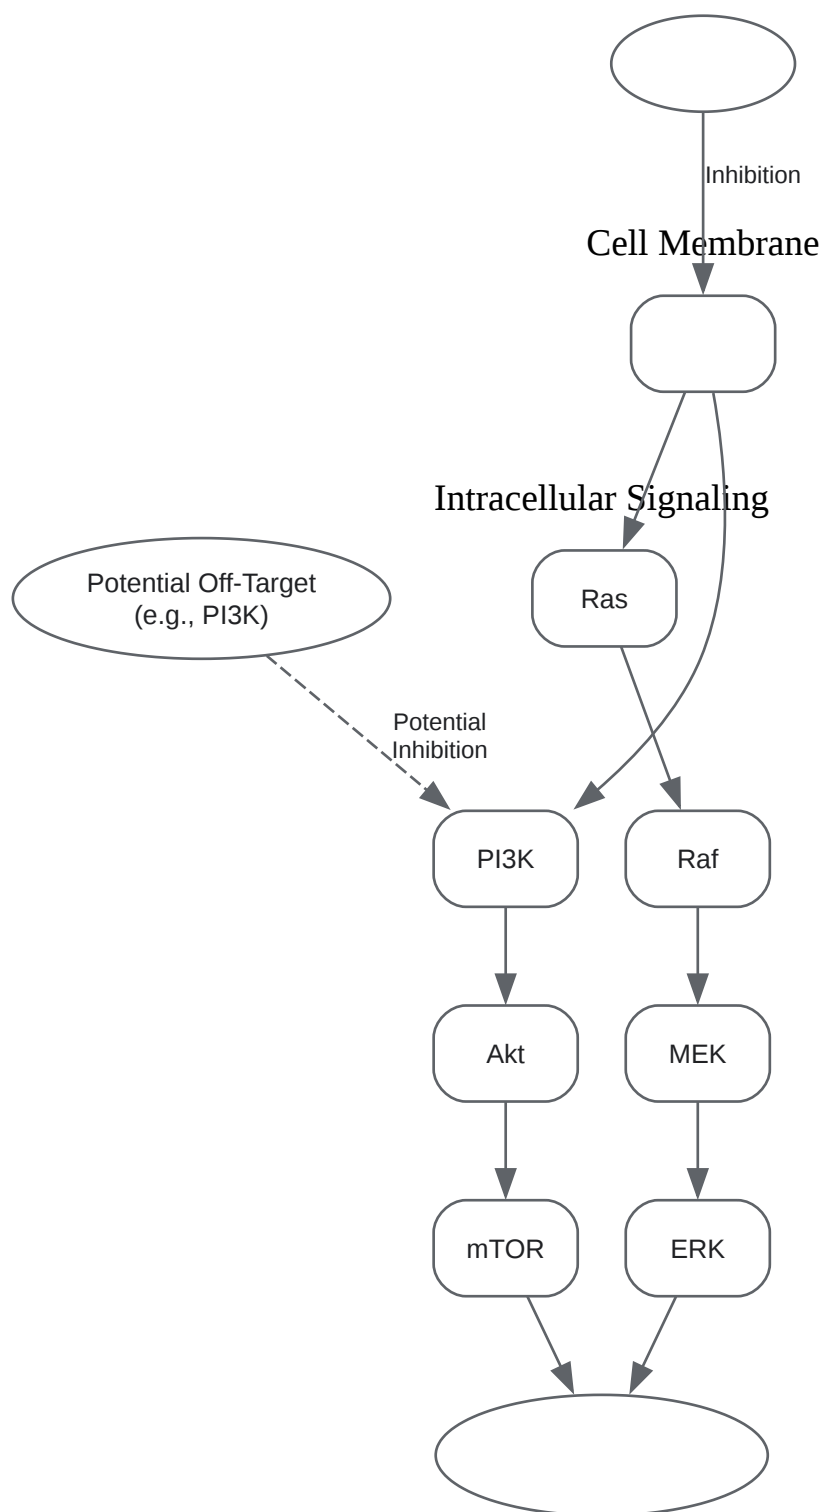 Inhibition
Cell Membrane
Intracellular Signaling
Potential Off-Target
(e.g., PI3K)
Ras
Potential
Inhibition
PI3K
Raf
Akt
MEK
mTOR
ERK